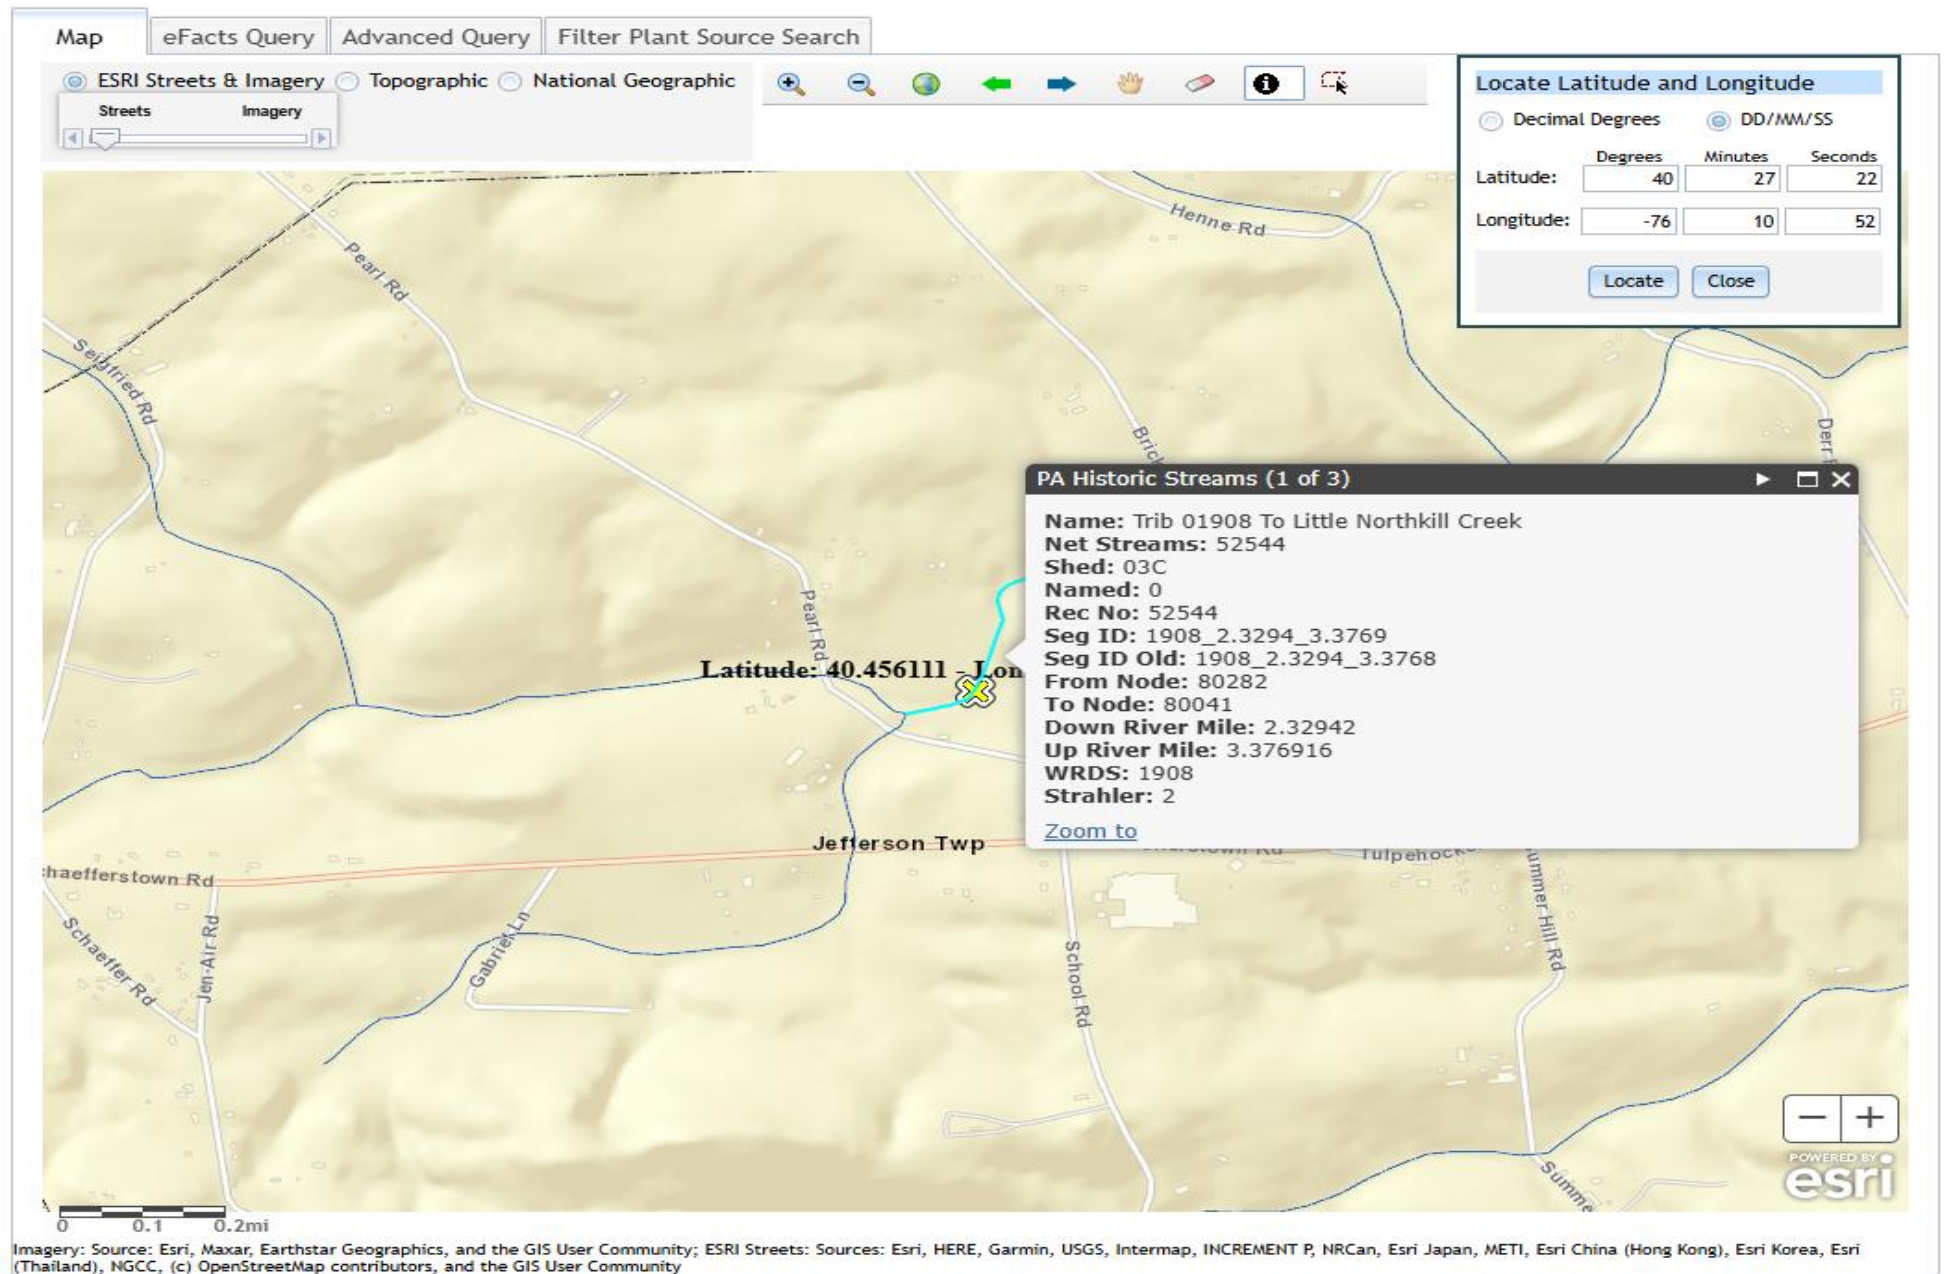 Map
eFacts Query
Advanced Query
Filter Plant Source Search
ESRI Streets & Imagery
Topographic
National Geographic
Streets
Imagery
Locate Latitude and Longitude
Decimal Degrees
DD/MM/SS
Degrees Minutes Seconds
Latitude: 40 27 22
Longitude: -76 10 52
Locate
Close
Henne Rd
Pearl Rd
Seigfried Rd
Brick
Derr
PA Historic Streams (1 of 3)
Name: Trib 01908 To Little Northkill Creek
Net Streams: 52544
Shed: 03C
Named: 0
Rec No: 52544
Seg ID: 1908_2.3294_3.3769
Seg ID Old: 1908_2.3294_3.3768
From Node: 80282
To Node: 80041
Down River Mile: 2.32942
Up River Mile: 3.376916
WRDS: 1908
Strahler: 2
Zoom to
Pearl Rd
Latitude: 40.456111 - Lon
Jefferson Twp
haefferstown Rd
Schaeffer Rd
Jen-Air Rd
Gabriel Ln
School Rd
Tulpehock
ummer Hill Rd
Summe
POWERED BY
esri
0 0.1 0.2mi
Imagery: Source: Esri, Maxar, Earthstar Geographics, and the GIS User Community; ESRI Streets: Sources: Esri, HERE, Garmin, USGS, Intermap, INCREMENT P, NRCan, Esri Japan, METI, Esri China (Hong Kong), Esri Korea, Esri
(Thailand), NGCC, (c) OpenStreetMap contributors, and the GIS User Community